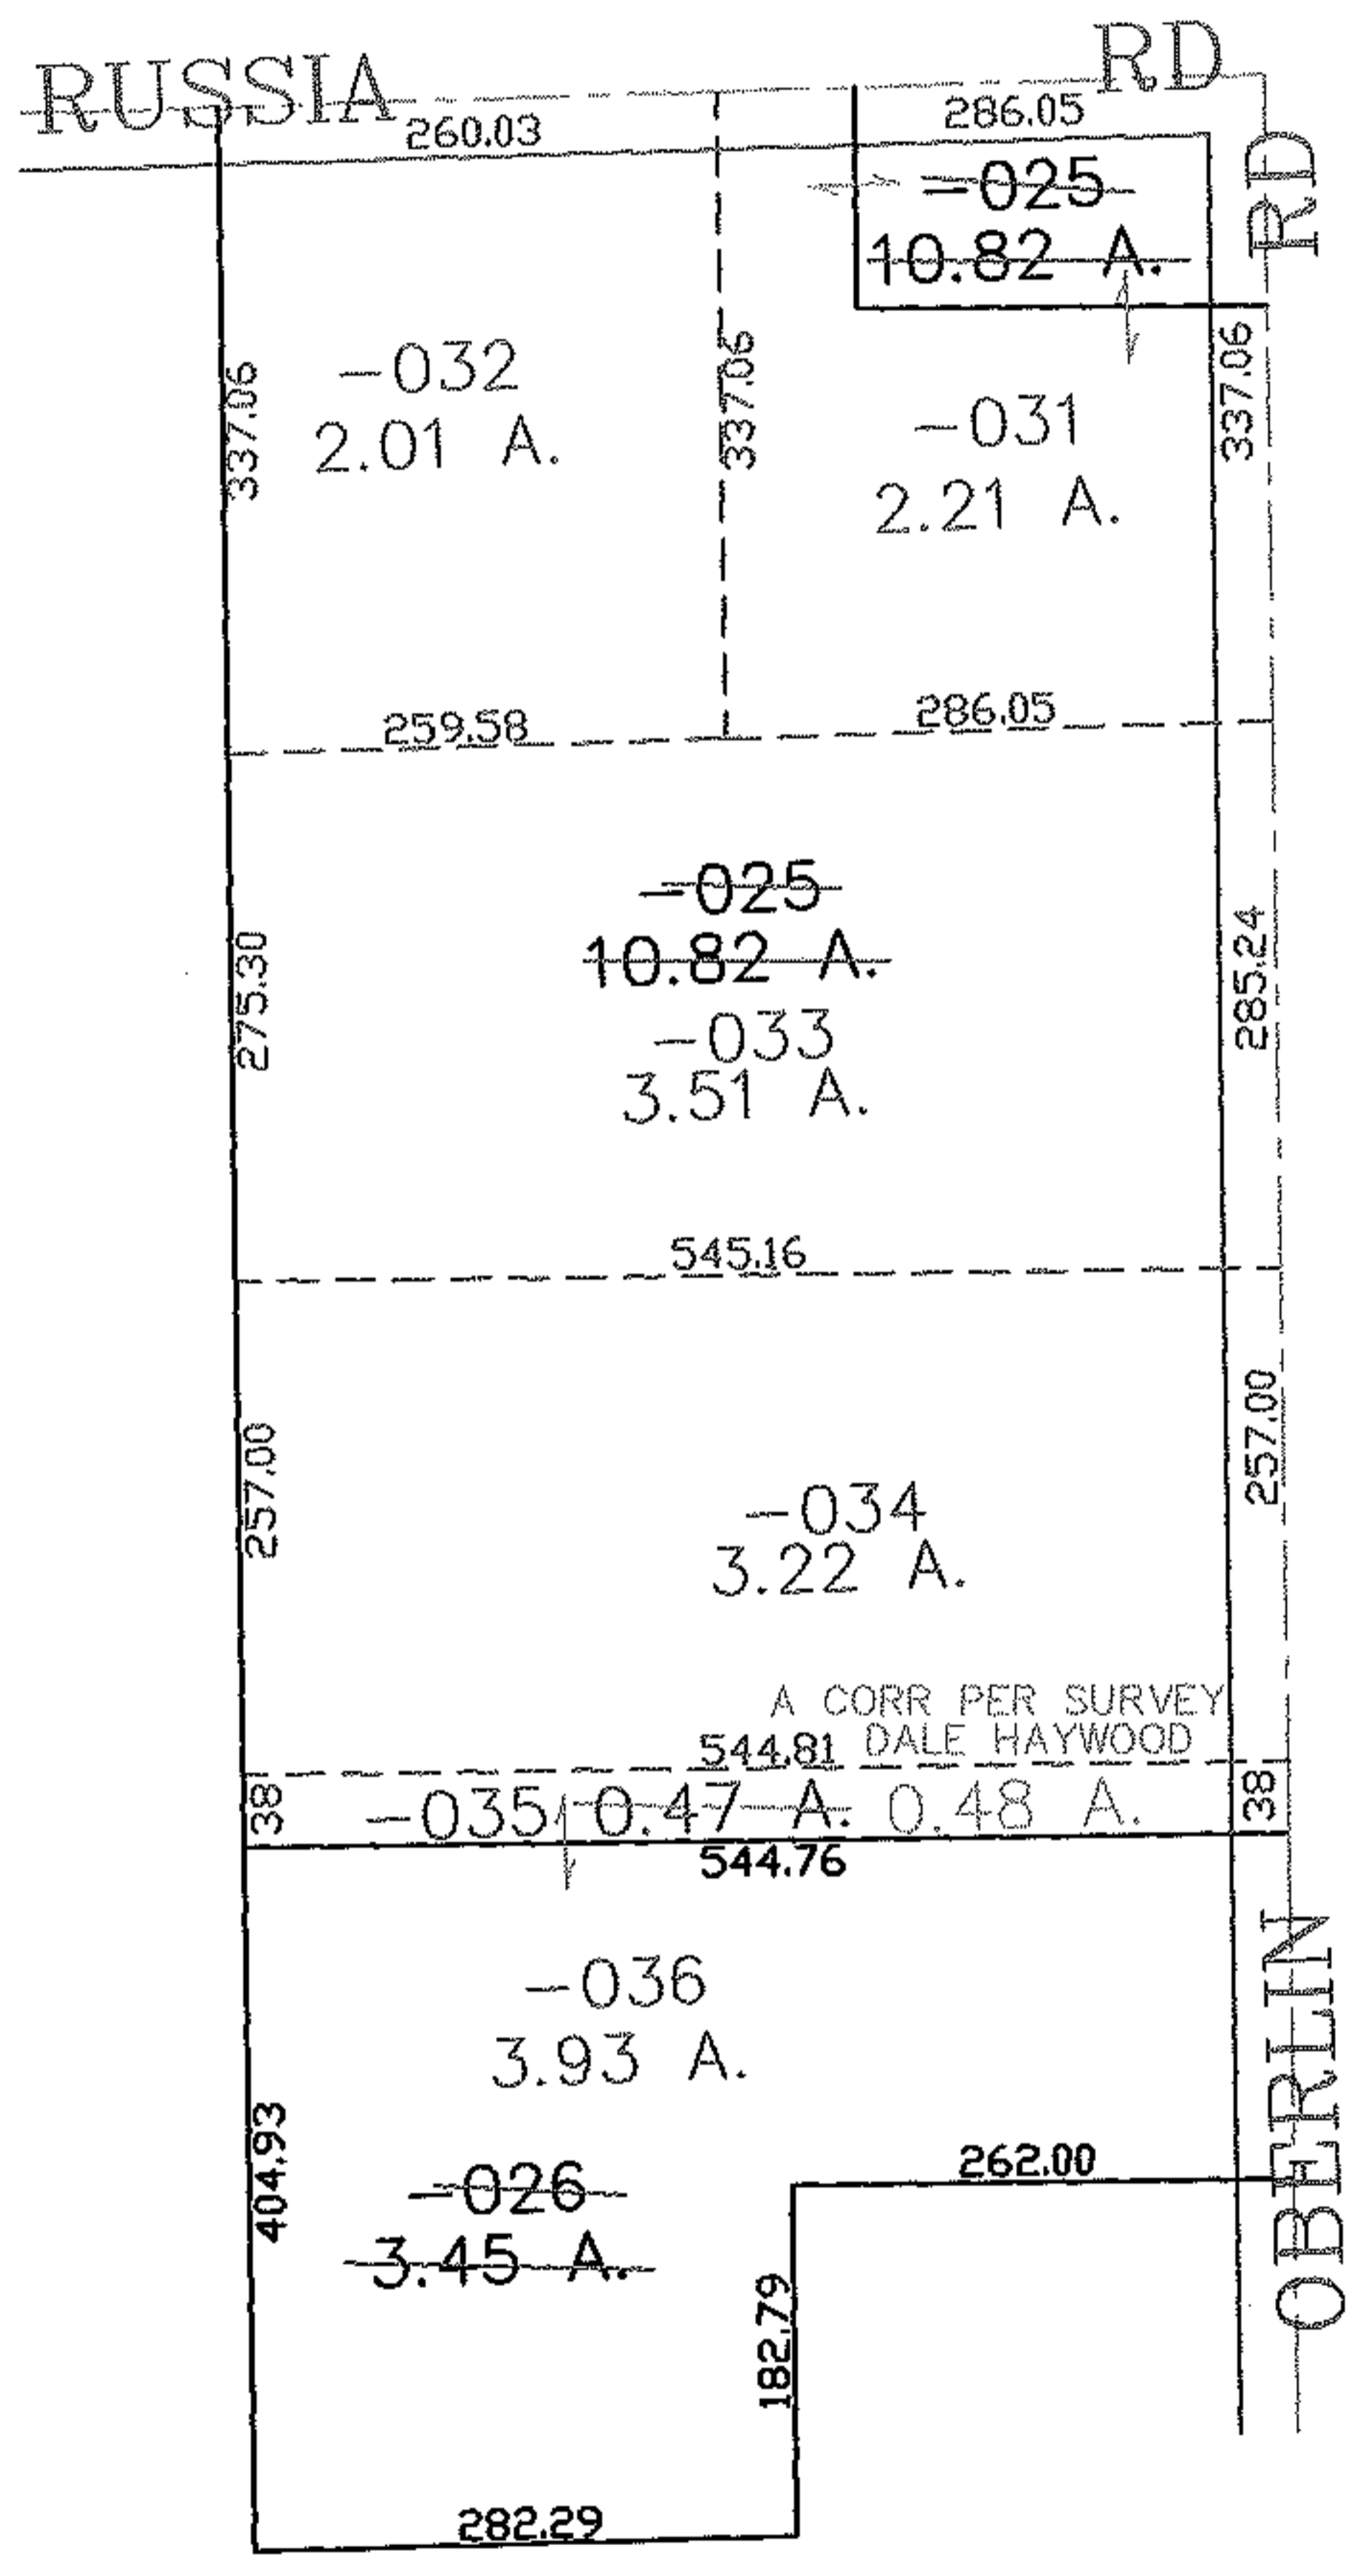 RUSSIA RD
260.03
286.05
-025
10.82 A.
RD
337.06
337.06
337.06
-032
2.01 A.
-031
2.21 A.
259.58
286.05
-025
10.82 A.
-033
3.51 A.
275.30
285.24
545.16
257.00
257.00
-034
3.22 A.
A CORR PER SURVEY
DALE HAYWOOD
544.81
38
-035 0.47 A. 0.48 A.
38
544.76
-036
3.93 A.
OBERLIN
404.93
-026
3.45 A.
262.00
182.79
282.29